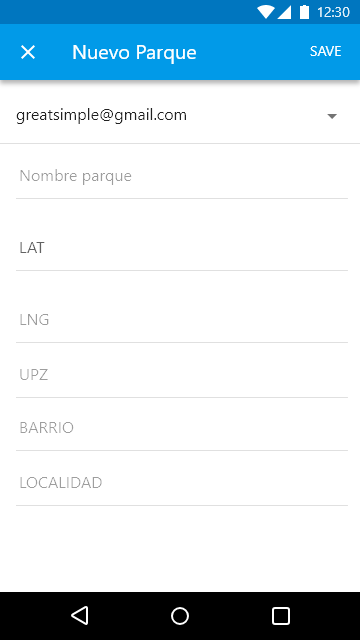 12:30
Nuevo Parque SAVE
greatsimple@gmail.com
Nombre parque
LAT
LNG
UPZ
BARRIO
LOCALIDAD